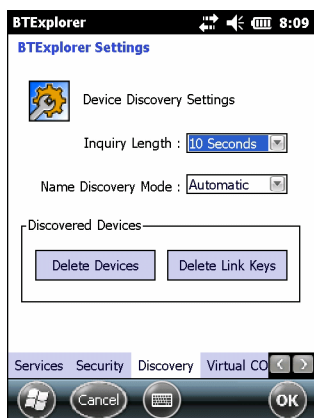 BTExplorer 8:09
BTExplorer Settings
Device Discovery Settings
Inquiry Length : 10 Seconds
Name Discovery Mode : Automatic
Discovered Devices
Delete Devices Delete Link Keys
Services Security Discovery Virtual CO
Cancel OK